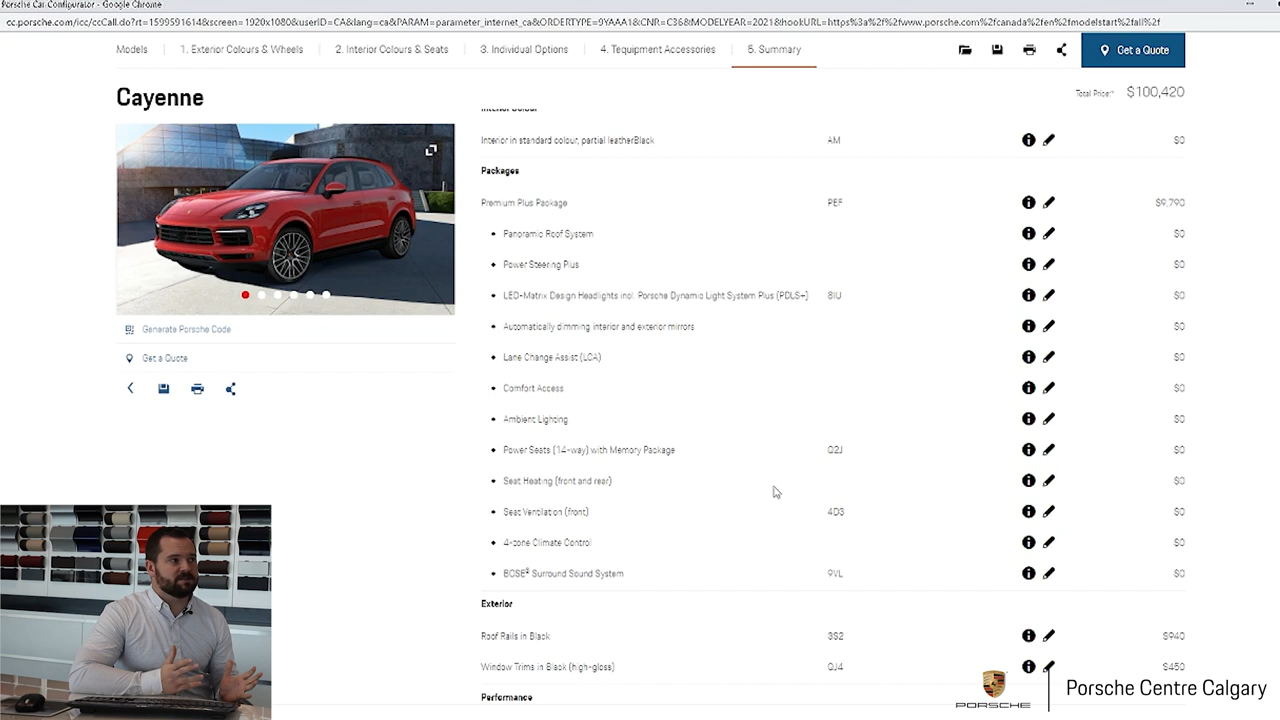 Porsche Car Configurator - Google Chrome
cc.porsche.com/icc/ccCall.do?rt=1599591614&screen=1920x1080&userID=CA&lang=ca&PARAM=parameter_internet_ca&ORDERTYPE=9YAAA1&CNR=C36&MODELYEAR=2021&hookURL=https%3a%2f%2fwww.porsche.com%2fcanada%2fen%2fmodelstart%2fall%2f
Models
1. Exterior Colours & Wheels
2. Interior Colours & Seats
3. Individual Options
4. Tequipment Accessories
5. Summary
Get a Quote
Cayenne
Total Price:* $100,420
Generate Porsche Code
Get a Quote
Interior Colour
Interior in standard colour, partial leatherBlack AM $0
Packages
Premium Plus Package PEF $9,790
Panoramic Roof System $0
Power Steering Plus $0
LED-Matrix Design Headlights incl. Porsche Dynamic Light System Plus (PDLS+) 8IU $0
Automatically dimming interior and exterior mirrors $0
Lane Change Assist (LCA) $0
Comfort Access $0
Ambient Lighting $0
Power Seats (14-way) with Memory Package Q2J $0
Seat Heating (front and rear) $0
Seat Ventilation (front) 4D3 $0
4-zone Climate Control $0
BOSE® Surround Sound System 9VL $0
Exterior
Roof Rails in Black 3S2 $940
Window Trims in Black (high-gloss) QJ4 $450
Performance
PORSCHE
Porsche Centre Calgary